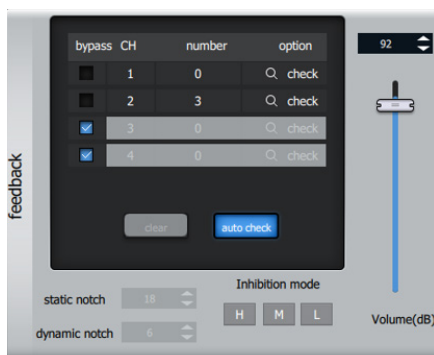 bypass CH number option 92
1 0 check
2 3 check
3 0 check
4 0 check
feedback
clear auto check
Inhibition mode
static notch 18
H M L
dynamic notch 6
Volume(dB)